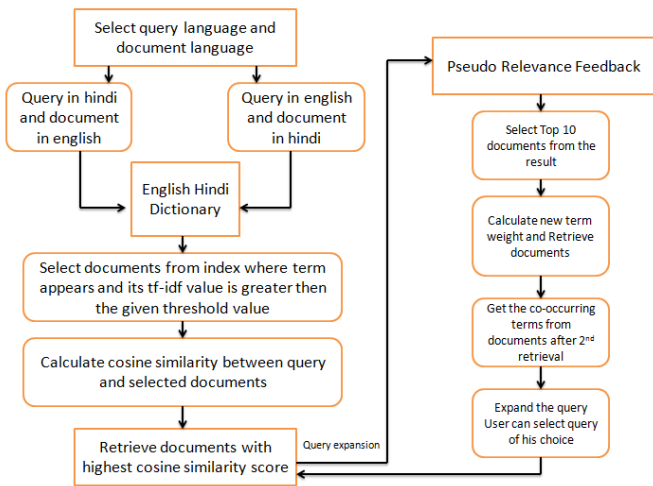 Select query language and
document language
Query in hindi
and document
in english
Query in english
and document
in hindi
English Hindi
Dictionary
Select documents from index where term
appears and its tf-idf value is greater then
the given threshold value
Calculate cosine similarity between query
and selected documents
Retrieve documents with
highest cosine similarity score
Query expansion
Pseudo Relevance Feedback
Select Top 10
documents from the
result
Calculate new term
weight and Retrieve
documents
Get the co-occurring
terms from
documents after 2nd
retrieval
Expand the query
User can select query
of his choice